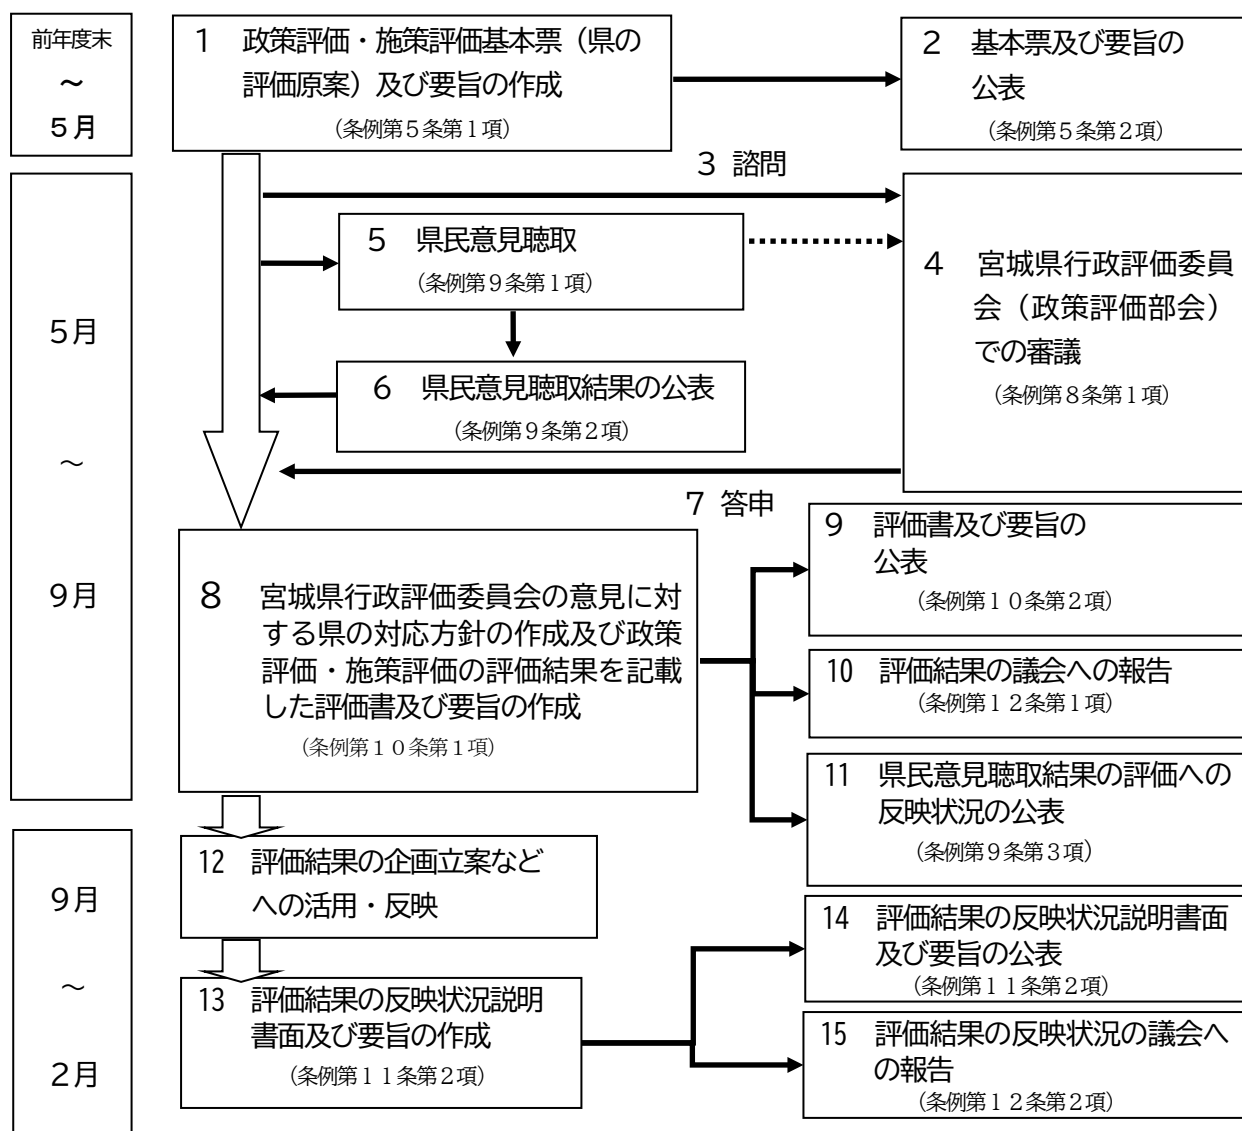 前年度末
～
５月
１ 政策評価・施策評価基本票（県の
評価原案）及び要旨の作成
（条例第５条第１項）
２ 基本票及び要旨の
公表
（条例第５条第２項）
３ 諮問
５ 県民意見聴取
（条例第９条第１項）
４ 宮城県行政評価委員
会（政策評価部会）
での審議
（条例第８条第１項）
６ 県民意見聴取結果の公表
（条例第９条第２項）
７ 答申
５月
～
９月
８ 宮城県行政評価委員会の意見に対
する県の対応方針の作成及び政策
評価・施策評価の評価結果を記載
した評価書及び要旨の作成
（条例第１０条第１項）
９ 評価書及び要旨の
公表
（条例第１０条第２項）
10 評価結果の議会への報告
（条例第１２条第１項）
11 県民意見聴取結果の評価への
反映状況の公表
（条例第９条第３項）
９月
～
２月
12 評価結果の企画立案など
への活用・反映
13 評価結果の反映状況説明
書面及び要旨の作成
（条例第１１条第２項）
14 評価結果の反映状況説明書面
及び要旨の公表
（条例第１１条第２項）
15 評価結果の反映状況の議会へ
の報告
（条例第１２条第２項）